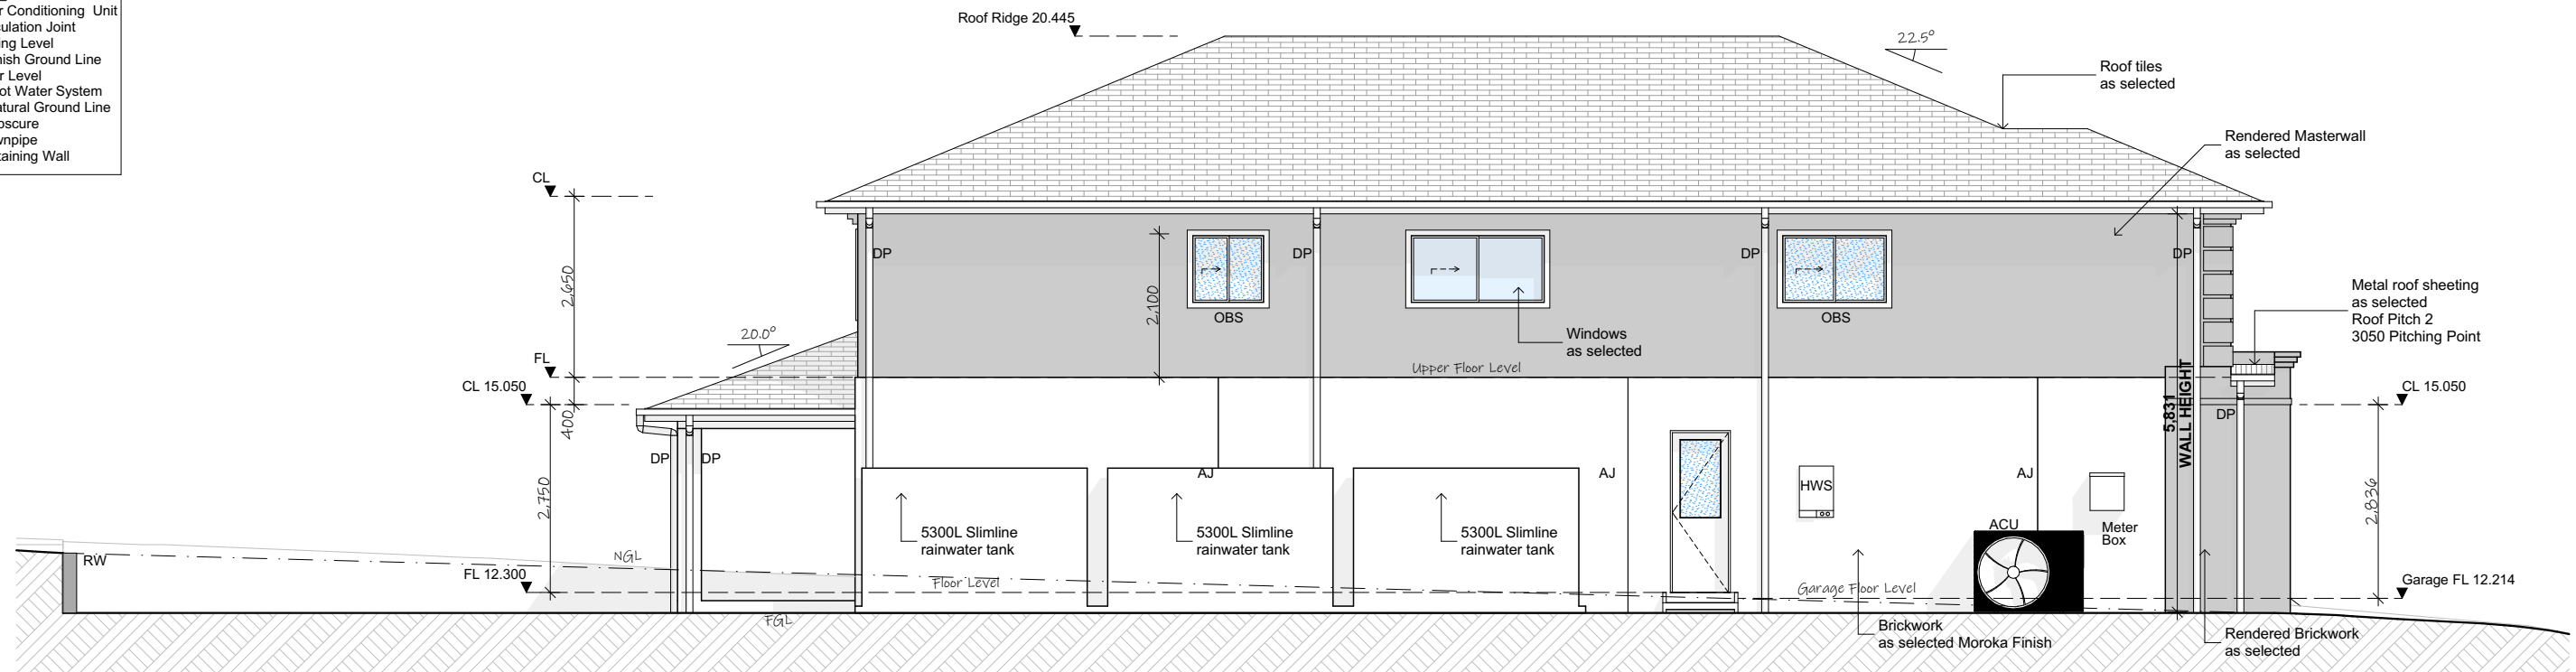 r Conditioning Unit
culation Joint
ing Level
nish Ground Line
r Level
ot Water System
atural Ground Line
oscure
wnpipe
taining Wall
Roof Ridge 20.445
22.5°
Roof tiles
as selected
Rendered Masterwall
as selected
CL
2,650
DP
DP
DP
DP
2,100
OBS
OBS
Windows
as selected
Metal roof sheeting
as selected
Roof Pitch 2
3050 Pitching Point
20.0°
FL
Upper Floor Level
CL 15.050
400
CL 15.050
5,831
WALL HEIGHT
DP
DP
DP
AJ
AJ
AJ
HWS
2,750
2,836
5300L Slimline
rainwater tank
5300L Slimline
rainwater tank
5300L Slimline
rainwater tank
ACU
Meter
Box
RW
NGL
FL 12.300
Floor Level
Garage Floor Level
Garage FL 12.214
FGL
Brickwork
as selected Moroka Finish
Rendered Brickwork
as selected